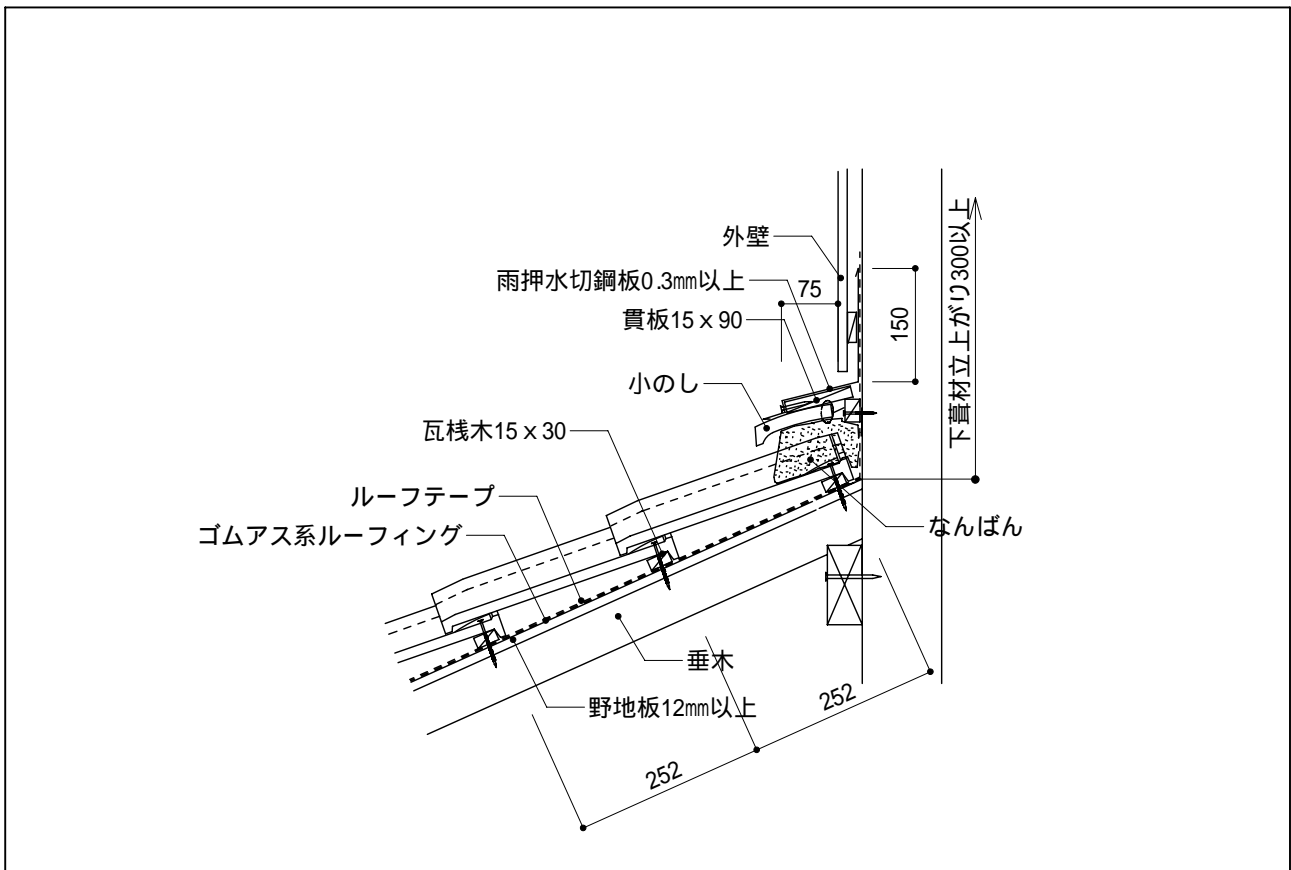 外壁
雨押水切鋼板0.3㎜以上
75
貫板15×90
150
下葺材立上がり300以上
小のし
瓦桟木15×30
ルーフテープ
ゴムアス系ルーフィング
なんばん
垂木
野地板12㎜以上
252
252